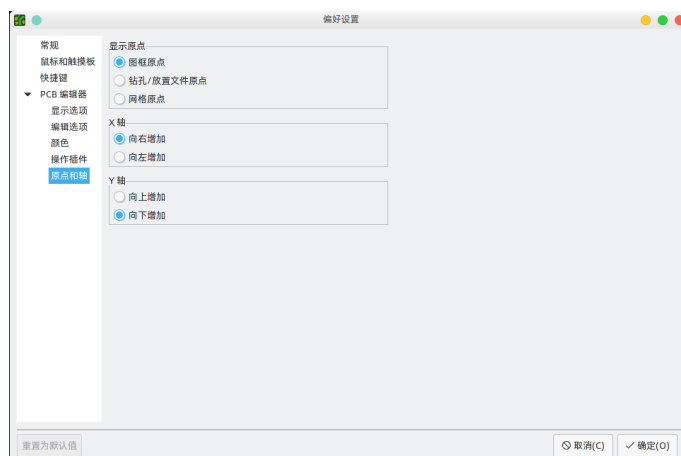 偏好设置
常规
鼠标和触摸板
快捷键
PCB 编辑器
显示选项
编辑选项
颜色
操作插件
原点和轴
显示原点
图框原点
钻孔/放置文件原点
网格原点
X 轴
向右增加
向左增加
Y 轴
向上增加
向下增加
重置为默认值
取消(C)
确定(O)